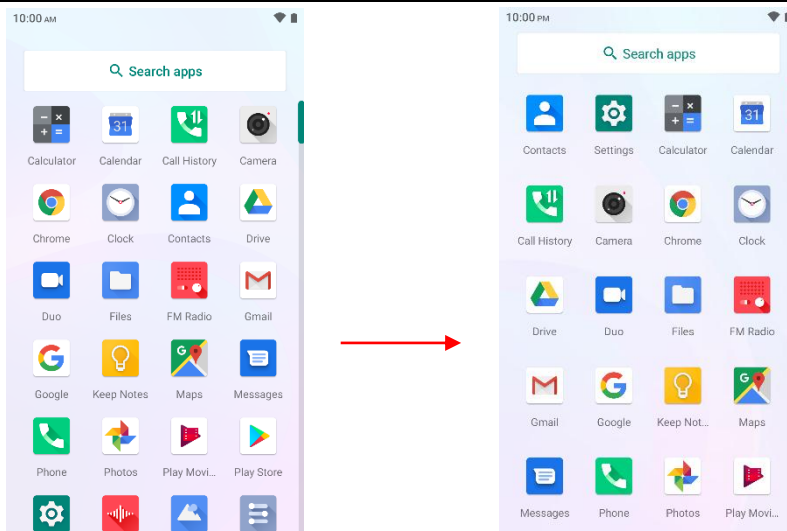 10:00 AM
Search apps
31
Calculator Calendar Call History Camera
Chrome Clock Contacts Drive
Duo Files FM Radio Gmail
G
Google Keep Notes Maps Messages
Phone Photos Play Movi... Play Store
10:00 PM
Search apps
31
Contacts Settings Calculator Calendar
Call History Camera Chrome Clock
Drive Duo Files FM Radio
G
Gmail Google Keep Not... Maps
Messages Phone Photos Play Movi...